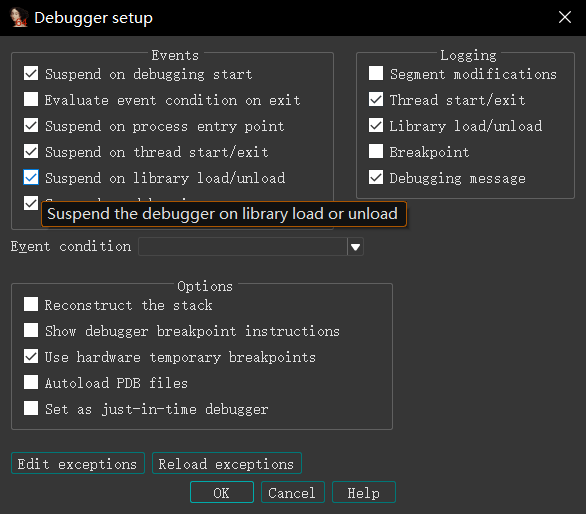 Debugger setup
Events
Suspend on debugging start
Evaluate event condition on exit
Suspend on process entry point
Suspend on thread start/exit
Suspend on library load/unload
Suspend the debugger on library load or unload
Logging
Segment modifications
Thread start/exit
Library load/unload
Breakpoint
Debugging message
Event condition
Options
Reconstruct the stack
Show debugger breakpoint instructions
Use hardware temporary breakpoints
Autoload PDB files
Set as just-in-time debugger
Edit exceptions Reload exceptions
OK Cancel Help